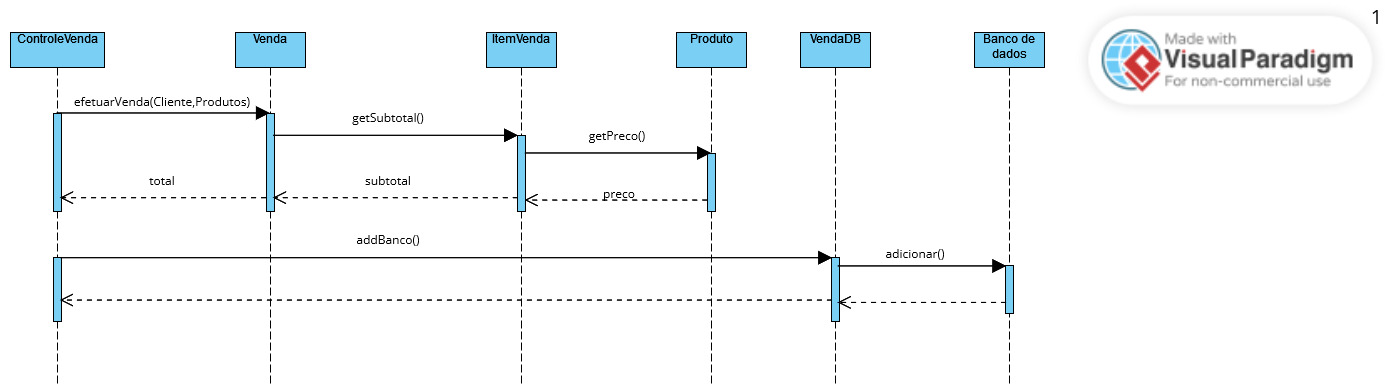 1
Made with
Visual Paradigm
For non-commercial use
ControleVenda
Venda
ItemVenda
Produto
VendaDB
Banco de
dados
efetuarVenda(Cliente,Produtos)
getSubtotal()
getPreco()
total
subtotal
preco
addBanco()
adicionar()